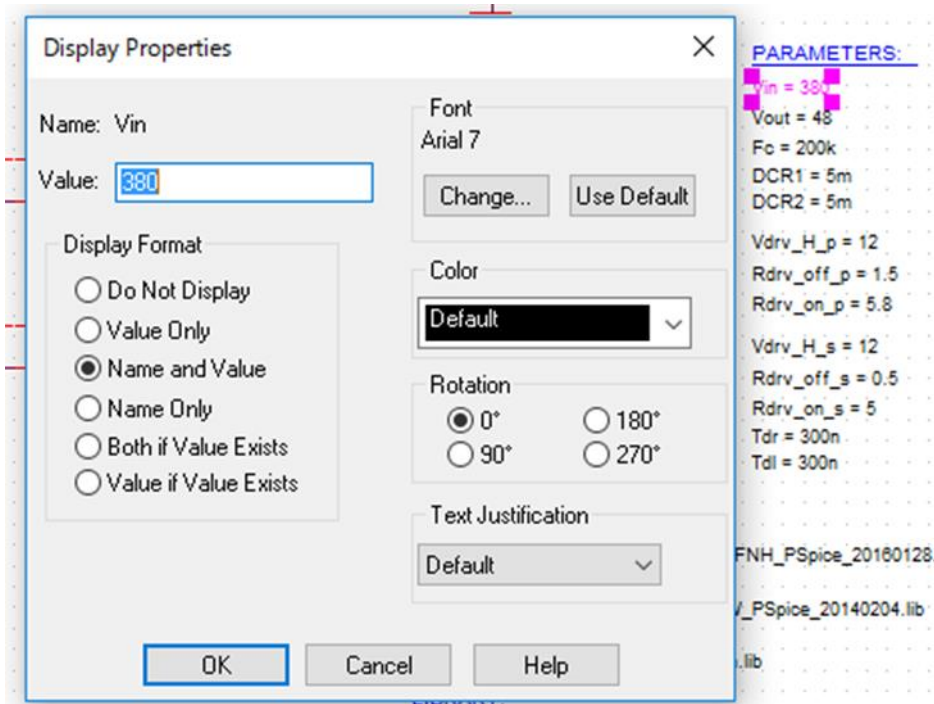 Display Properties
Name: Vin
Value: 380
Display Format
Do Not Display
Value Only
Name and Value
Name Only
Both if Value Exists
Value if Value Exists
Font
Arial 7
Change...
Use Default
Color
Default
Rotation
0°
180°
90°
270°
Text Justification
Default
OK
Cancel
Help
PARAMETERS:
Vin = 380
Vout = 48
Fc = 200k
DCR1 = 5m
DCR2 = 5m
Vdrv_H_p = 12
Rdrv_off_p = 1.5
Rdrv_on_p = 5.8
Vdrv_H_s = 12
Rdrv_off_s = 0.5
Rdrv_on_s = 5
Tdr = 300n
Tdl = 300n
FNH_PSpice_20160128.
_PSpice_20140204.lib
.lib